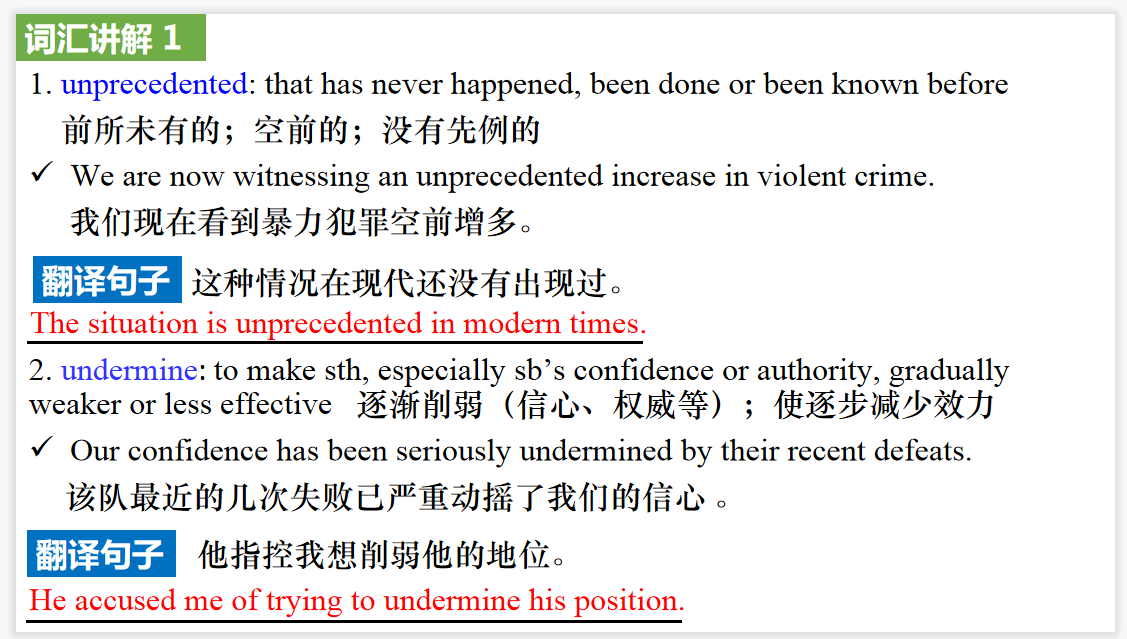 词汇讲解 1
1. unprecedented: that has never happened, been done or been known before
前所未有的；空前的；没有先例的
✓ We are now witnessing an unprecedented increase in violent crime.
我们现在看到暴力犯罪空前增多。
翻译句子 这种情况在现代还没有出现过。
The situation is unprecedented in modern times.
2. undermine: to make sth, especially sb’s confidence or authority, gradually
weaker or less effective 逐渐削弱（信心、权威等）；使逐步减少效力
✓ Our confidence has been seriously undermined by their recent defeats.
该队最近的几次失败已严重动摇了我们的信心 。
翻译句子 他指控我想削弱他的地位。
He accused me of trying to undermine his position.